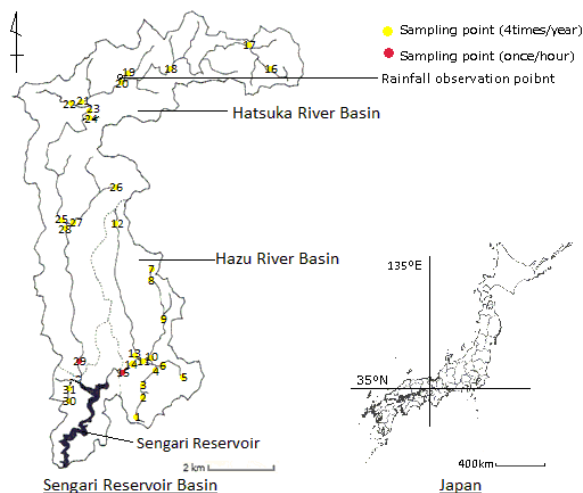 Sampling point (4times/year)
Sampling point (once/hour)
Rainfall observation poibnt
17
18
16
19
20
22
21
23
24
Hatsuka River Basin
26
25
27
28
12
Hazu River Basin
7
8
9
135°E
35°N
13
10
14
11
6
4
5
29
15
3
2
1
31
30
Sengari Reservoir
2 km
400km
Sengari Reservoir Basin
Japan